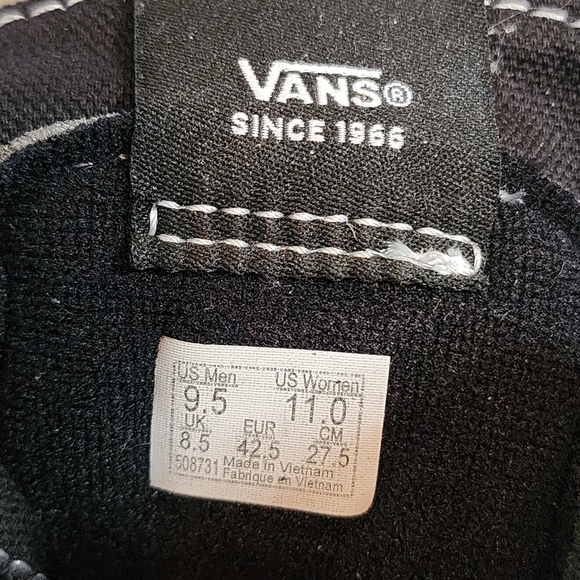 VANS®
SINCE 1966
US Men US Women
9.5 11.0
UK EUR CM
8.5 42.5 27.5
508731 Made in Vietnam
Fabriqué en Vietnam